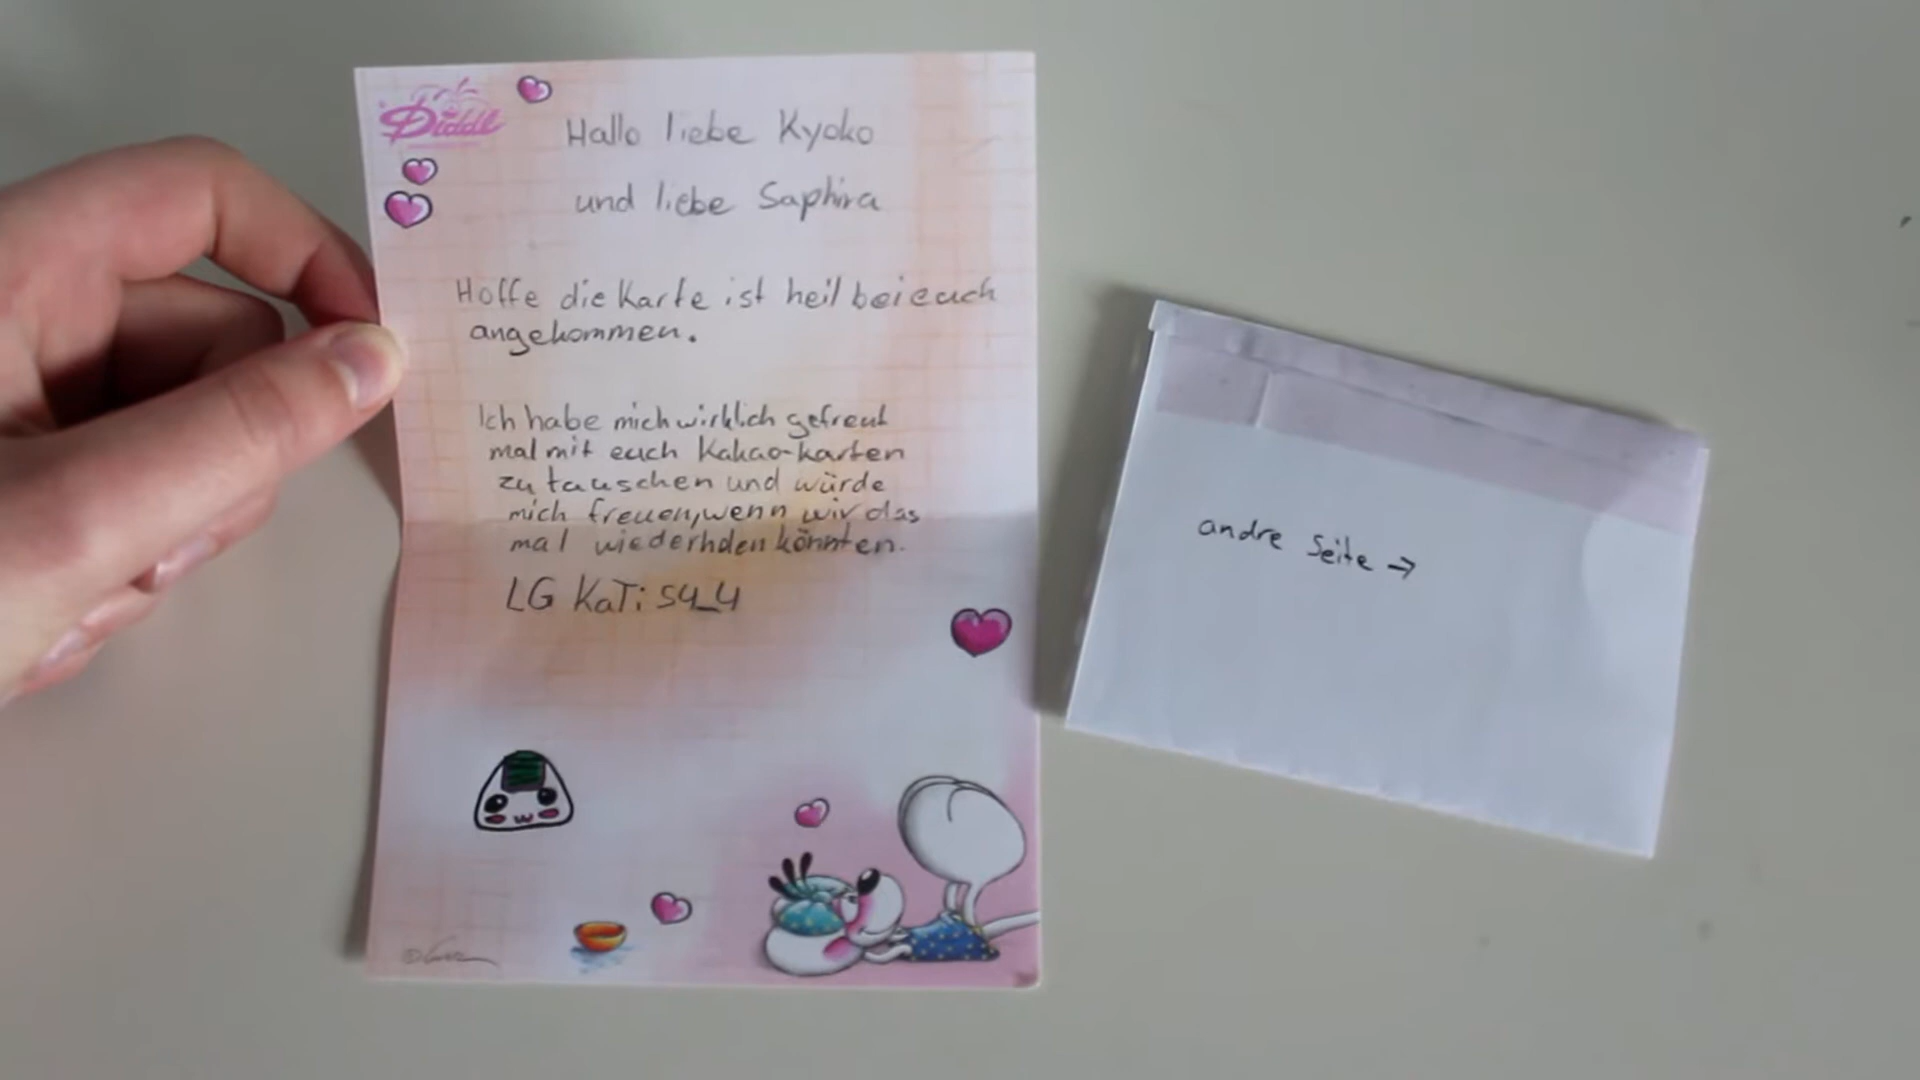 Diddl
Hallo liebe Kyoko
und liebe Saphira
Hoffe die Karte ist heil bei euch
angekommen.
Ich habe mich wirklich gefreut
mal mit euch Kakao-karten
zu tauschen und würde
mich freuen, wenn wir das
mal wiederholen könnten.
LG KaTi S4_4
andre Seite →